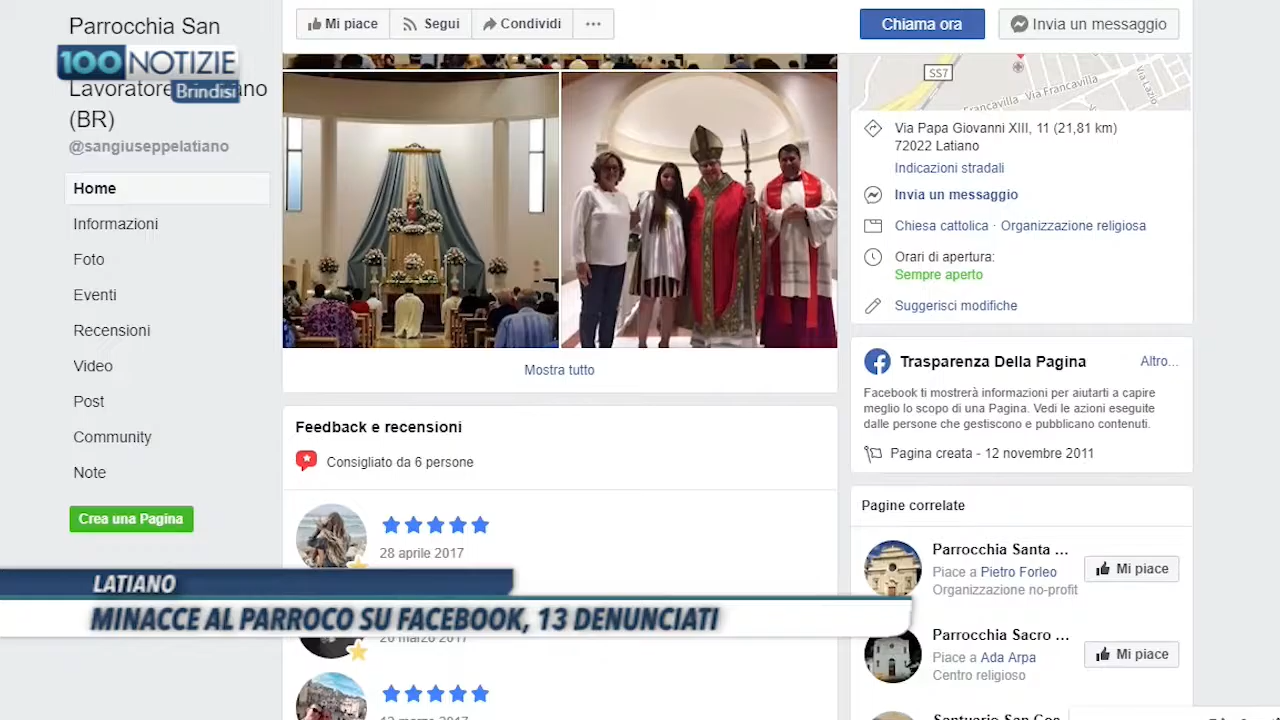 Parrocchia San
100NOTIZIE
Brindisi
(BR)
@sangiuseppelatiano
Home
Informazioni
Foto
Eventi
Recensioni
Video
Post
Community
Note
Crea una Pagina
Mi piace
Segui
Condividi
Mostra tutto
Feedback e recensioni
Consigliato da 6 persone
28 aprile 2017
Chiama ora
Invia un messaggio
SS7
Via Francavilla
Via Francavilla
Via Lazio
Via Papa Giovanni XIII, 11 (21,81 km)
72022 Latiano
Indicazioni stradali
Invia un messaggio
Chiesa cattolica · Organizzazione religiosa
Orari di apertura:
Sempre aperto
Suggerisci modifiche
Trasparenza Della Pagina
Altro...
Facebook ti mostrerà informazioni per aiutarti a capire
meglio lo scopo di una Pagina. Vedi le azioni eseguite
dalle persone che gestiscono e pubblicano contenuti.
Pagina creata - 12 novembre 2011
Pagine correlate
Parrocchia Santa ...
Piace a Pietro Forleo
Organizzazione no-profit
Mi piace
Parrocchia Sacro ...
Piace a Ada Arpa
Centro religioso
Mi piace
LATIANO
MINACCE AL PARROCO SU FACEBOOK, 13 DENUNCIATI